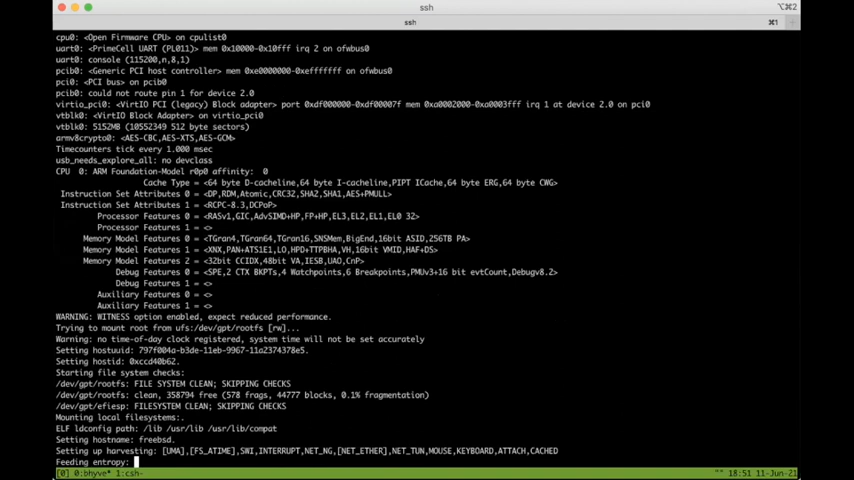 ssh
⌥⌘2
ssh
⌘1
+
cpu0: <Open Firmware CPU> on cpulist0
uart0: <PrimeCell UART (PL011)> mem 0x10000-0x10fff irq 2 on ofwbus0
uart0: console (115200,n,8,1)
pcib0: <Generic PCI host controller> mem 0xe0000000-0xefffffff on ofwbus0
pci0: <PCI bus> on pcib0
pcib0: could not route pin 1 for device 2.0
virtio_pci0: <VirtIO PCI (legacy) Block adapter> port 0xdf000000-0xdf00007f mem 0xa0002000-0xa0003fff irq 1 at device 2.0 on pci0
vtblk0: <VirtIO Block Adapter> on virtio_pci0
vtblk0: 5152MB (10552349 512 byte sectors)
armv8crypto0: <AES-CBC,AES-XTS,AES-GCM>
Timecounters tick every 1.000 msec
usb_needs_explore_all: no devclass
CPU  0: ARM Foundation-Model r0p0 affinity:  0
Cache Type = <64 byte D-cacheline,64 byte I-cacheline,PIPT ICache,64 byte ERG,64 byte CWG>
Instruction Set Attributes 0 = <DP,RDM,Atomic,CRC32,SHA2,SHA1,AES+PMULL>
Instruction Set Attributes 1 = <RCPC-8.3,DCPoP>
Processor Features 0 = <RASv1,GIC,AdvSIMD+HP,FP+HP,EL3,EL2,EL1,EL0 32>
Processor Features 1 = <>
Memory Model Features 0 = <TGran4,TGran64,TGran16,SNSMem,BigEnd,16bit ASID,256TB PA>
Memory Model Features 1 = <XNX,PAN+ATS1E1,LO,HPD+TTPBHA,VH,16bit VMID,HAF+DS>
Memory Model Features 2 = <32bit CCIDX,48bit VA,IESB,UAO,CnP>
Debug Features 0 = <SPE,2 CTX BKPTs,4 Watchpoints,6 Breakpoints,PMUv3+16 bit evtCount,Debugv8.2>
Debug Features 1 = <>
Auxiliary Features 0 = <>
Auxiliary Features 1 = <>
WARNING: WITNESS option enabled, expect reduced performance.
Trying to mount root from ufs:/dev/gpt/rootfs [rw]...
Warning: no time-of-day clock registered, system time will not be set accurately
Setting hostuuid: 797f004a-b3de-11eb-9967-11a2374378e5.
Setting hostid: 0xccd40b62.
Starting file system checks:
/dev/gpt/rootfs: FILE SYSTEM CLEAN; SKIPPING CHECKS
/dev/gpt/rootfs: clean, 358794 free (578 frags, 44777 blocks, 0.1% fragmentation)
/dev/gpt/efiesp: FILESYSTEM CLEAN; SKIPPING CHECKS
Mounting local filesystems:.
ELF ldconfig path: /lib /usr/lib /usr/lib/compat
Setting hostname: freebsd.
Setting up harvesting: [UMA],[FS_ATIME],SWI,INTERRUPT,NET_NG,[NET_ETHER],NET_TUN,MOUSE,KEYBOARD,ATTACH,CACHED
Feeding entropy:
[0] 0:bhyve* 1:csh-
"" 18:51 11-Jun-21